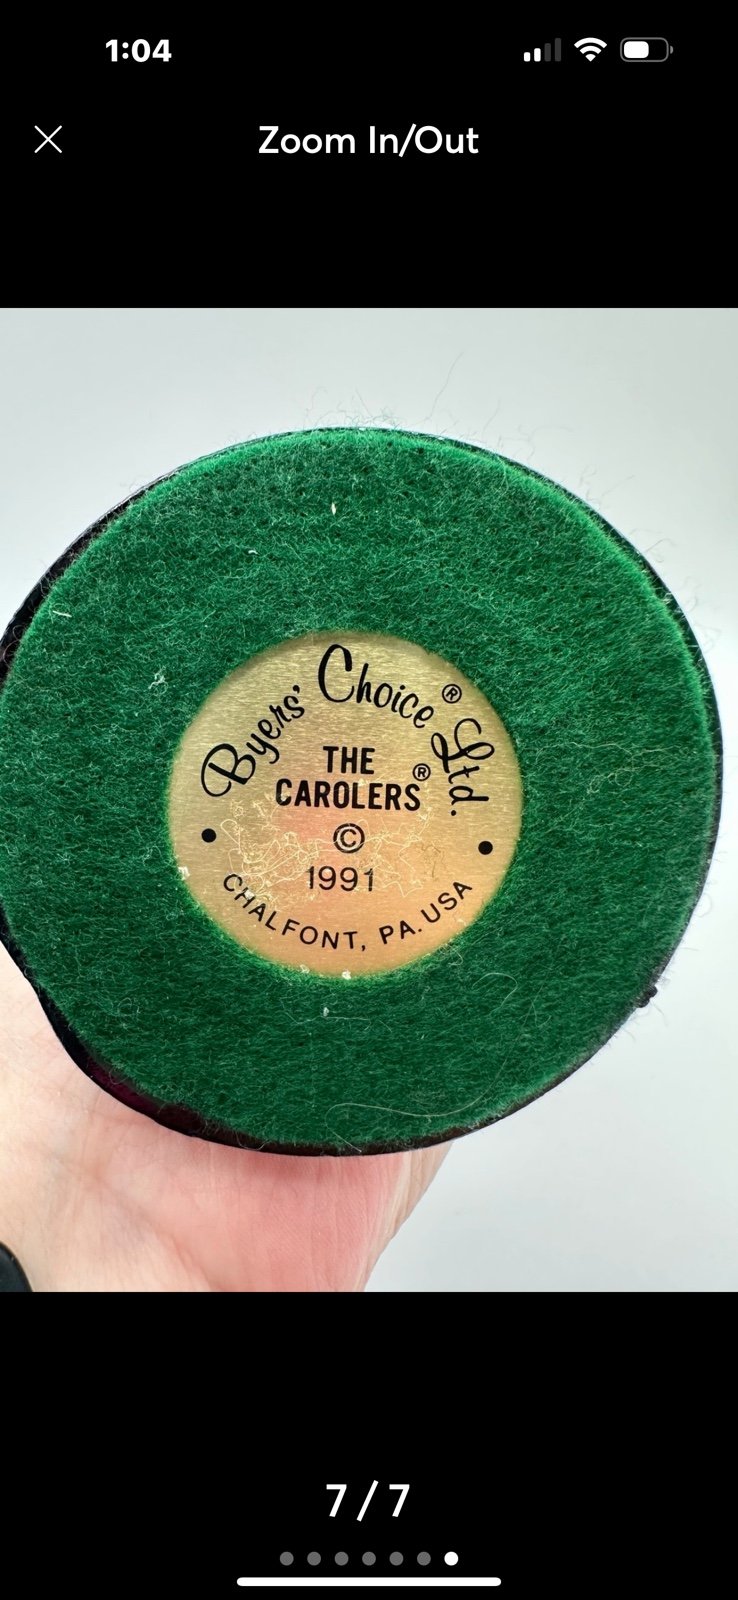 1:04
Zoom In/Out
Byers' Choice® Ltd.
THE
CAROLERS®
©
1991
CHALFONT, PA. USA
7 / 7